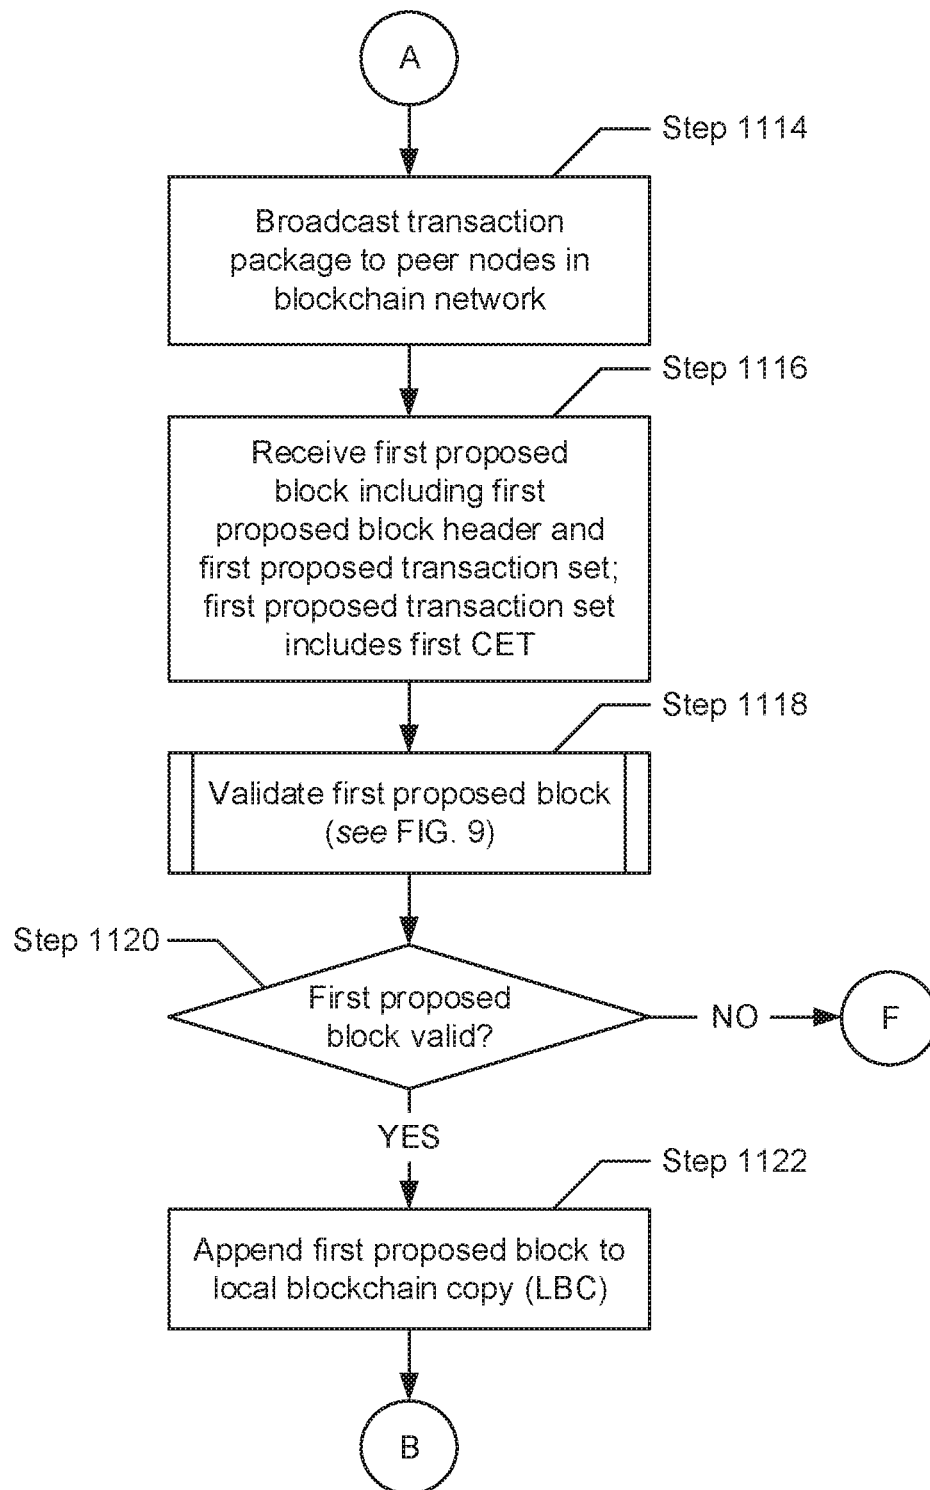 A
Step 1114
Broadcast transaction
package to peer nodes in
blockchain network
Step 1116
Receive first proposed
block including first
proposed block header and
first proposed transaction set;
first proposed transaction set
includes first CET
Step 1118
Validate first proposed block
(see FIG. 9)
Step 1120
First proposed
block valid?
NO
F
YES
Step 1122
Append first proposed block to
local blockchain copy (LBC)
B